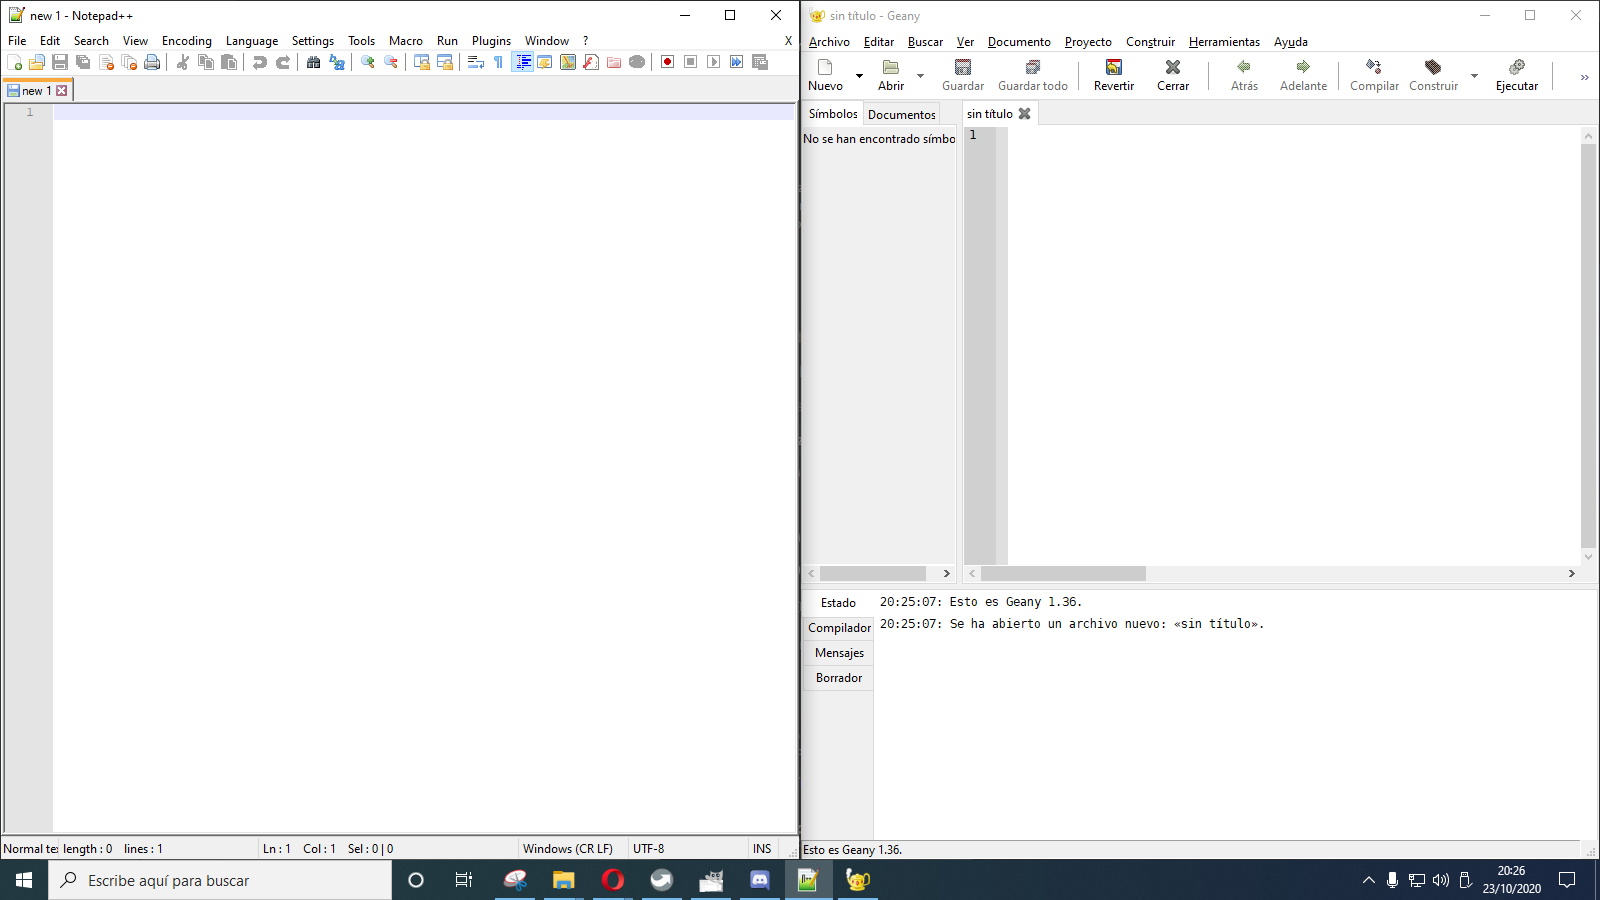 new 1 - Notepad++
File Edit Search View Encoding Language Settings Tools Macro Run Plugins Window ? X
new 1
1
Normal te
length : 0 lines : 1
Ln : 1 Col : 1 Sel : 0 | 0
Windows (CR LF)
UTF-8
INS
sin título - Geany
Archivo Editar Buscar Ver Documento Proyecto Construir Herramientas Ayuda
Nuevo Abrir Guardar Guardar todo Revertir Cerrar Atrás Adelante Compilar Construir Ejecutar
Símbolos Documentos
No se han encontrado símbo
sin título
1
Estado
Compilador
Mensajes
Borrador
20:25:07: Esto es Geany 1.36.
20:25:07: Se ha abierto un archivo nuevo: «sin título».
Esto es Geany 1.36.
Escribe aquí para buscar
20:26
23/10/2020